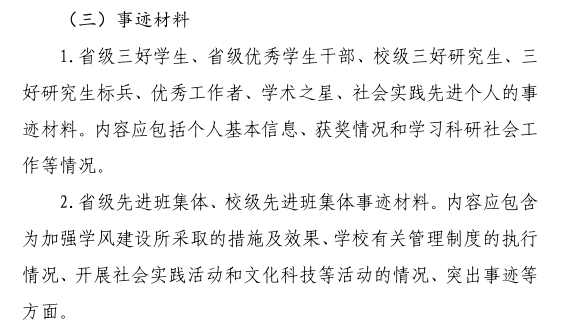 （三）事迹材料
1.省级三好学生、省级优秀学生干部、校级三好研究生、三
好研究生标兵、优秀工作者、学术之星、社会实践先进个人的事
迹材料。内容应包括个人基本信息、获奖情况和学习科研社会工
作等情况。
2.省级先进班集体、校级先进班集体事迹材料。内容应包含
为加强学风建设所采取的措施及效果、学校有关管理制度的执行
情况、开展社会实践活动和文化科技等活动的情况、突出事迹等
方面。